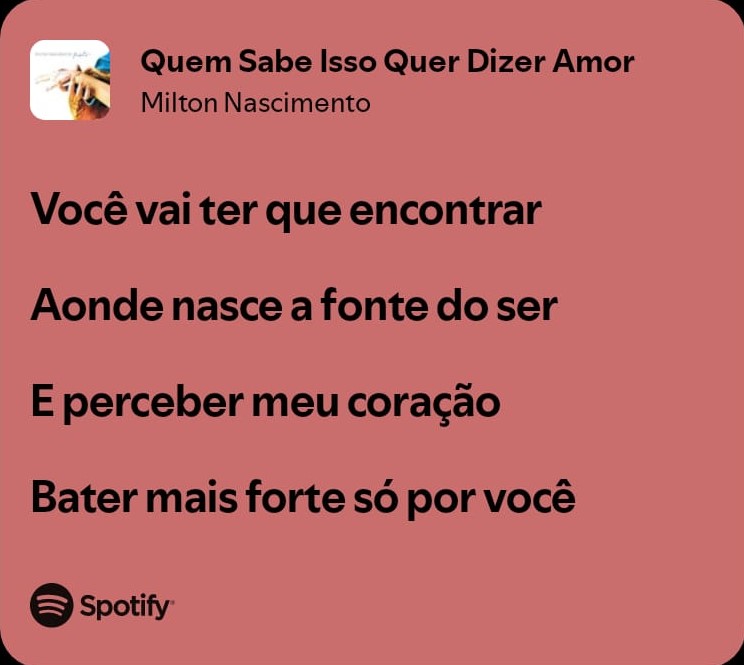 Quem Sabe Isso Quer Dizer Amor
Milton Nascimento
Você vai ter que encontrar
Aonde nasce a fonte do ser
E perceber meu coração
Bater mais forte só por você
Spotify